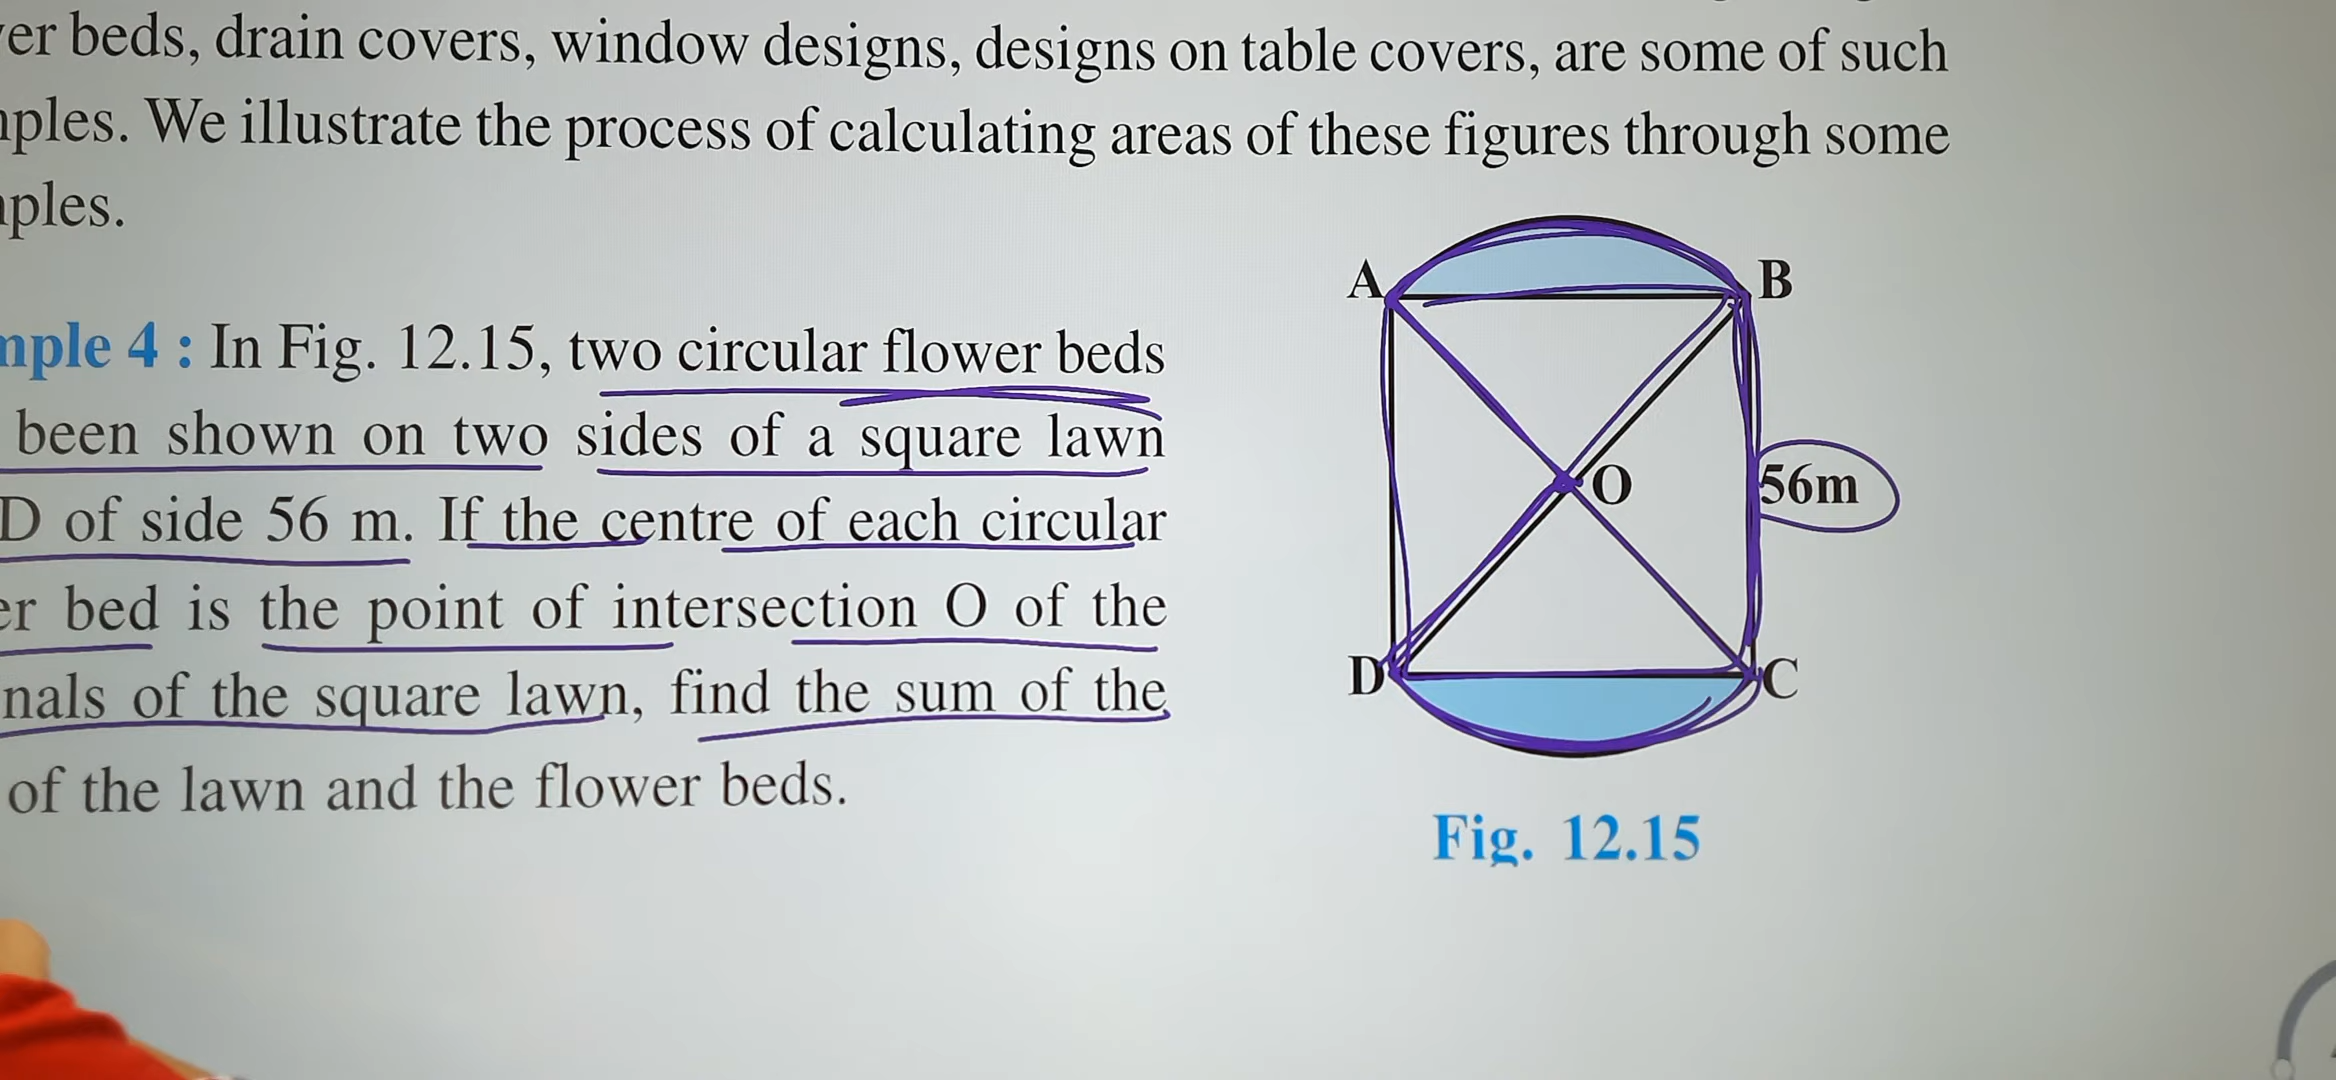 er beds, drain covers, window designs, designs on table covers, are some of such
ples. We illustrate the process of calculating areas of these figures through some
ples.
mple 4 : In Fig. 12.15, two circular flower beds
been shown on two sides of a square lawn
D of side 56 m. If the centre of each circular
er bed is the point of intersection O of the
nals of the square lawn, find the sum of the
of the lawn and the flower beds.
A
B
O
56m
D
C
Fig. 12.15